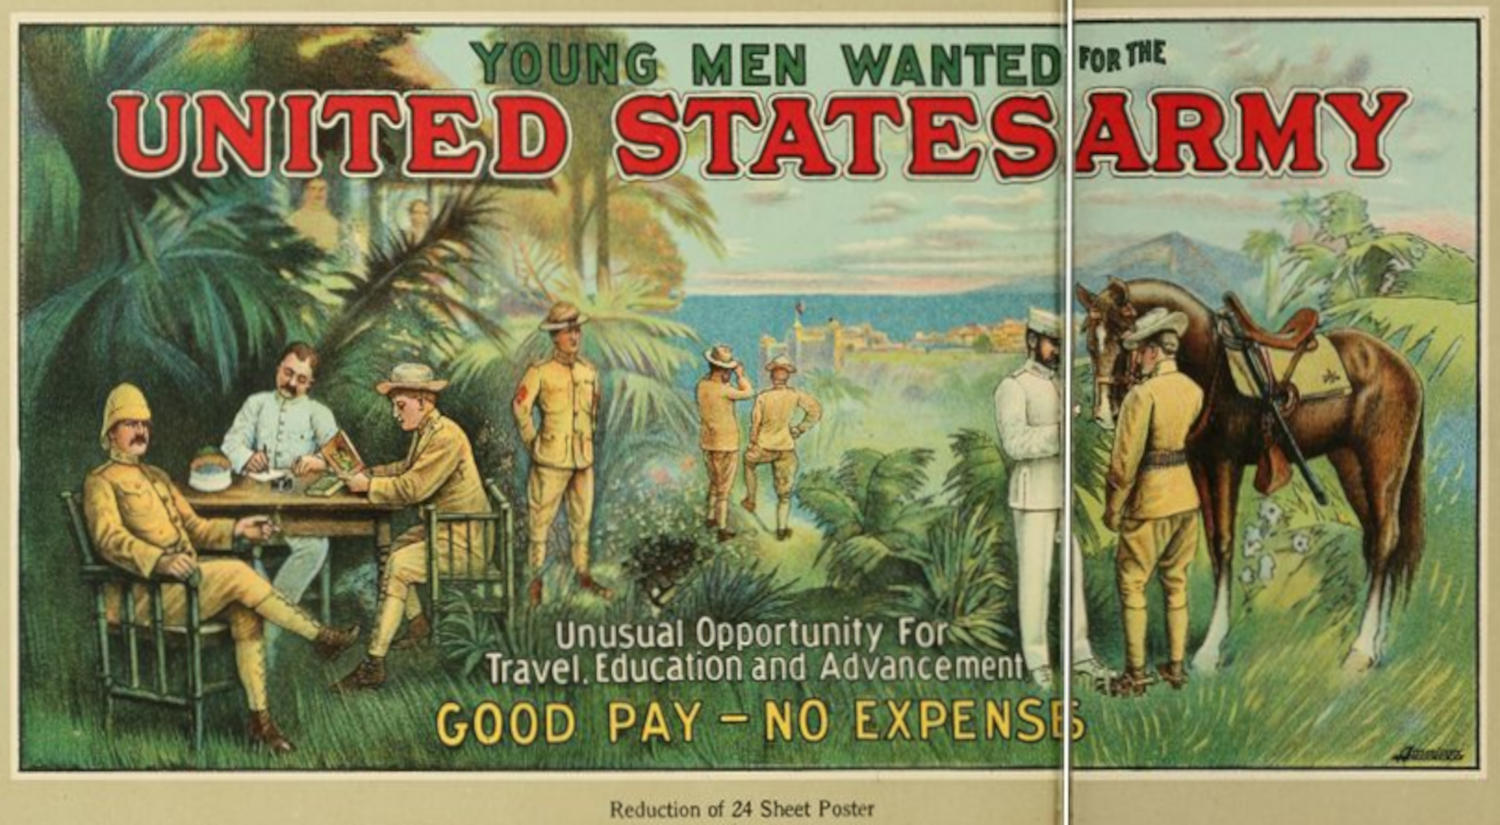 YOUNG MEN WANTED FOR THE
UNITED STATES ARMY
Unusual Opportunity For
Travel, Education and Advancement
GOOD PAY – NO EXPENSE
Reduction of 24 Sheet Poster